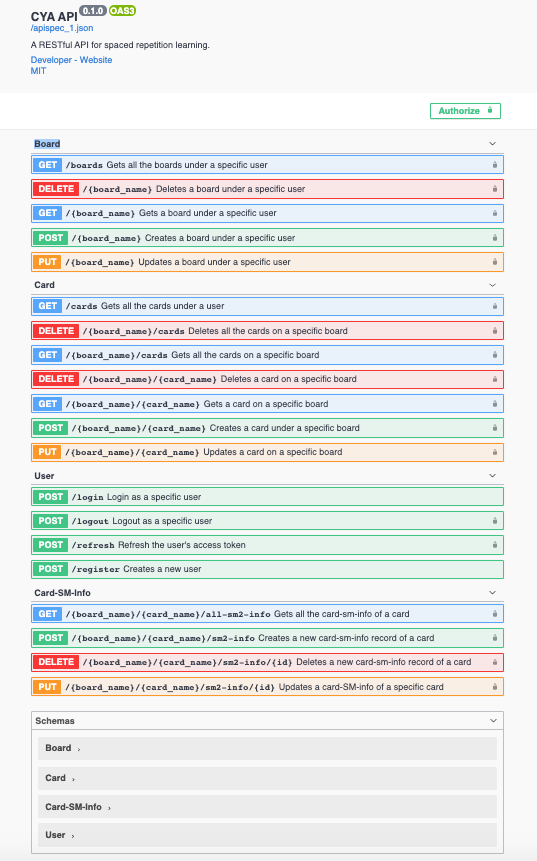 CYA API 0.1.0 OAS3
/apispec_1.json
A RESTful API for spaced repetition learning.
Developer - Website
MIT
Authorize
Board
GET /boards Gets all the boards under a specific user
DELETE /{board_name} Deletes a board under a specific user
GET /{board_name} Gets a board under a specific user
POST /{board_name} Creates a board under a specific user
PUT /{board_name} Updates a board under a specific user
Card
GET /cards Gets all the cards under a user
DELETE /{board_name}/cards Deletes all the cards on a specific board
GET /{board_name}/cards Gets all the cards on a specific board
DELETE /{board_name}/{card_name} Deletes a card on a specific board
GET /{board_name}/{card_name} Gets a card on a specific board
POST /{board_name}/{card_name} Creates a card under a specific board
PUT /{board_name}/{card_name} Updates a card on a specific board
User
POST /login Login as a specific user
POST /logout Logout as a specific user
POST /refresh Refresh the user's access token
POST /register Creates a new user
Card-SM-Info
GET /{board_name}/{card_name}/all-sm2-info Gets all the card-sm-info of a card
POST /{board_name}/{card_name}/sm2-info Creates a new card-sm-info record of a card
DELETE /{board_name}/{card_name}/sm2-info/{id} Deletes a new card-sm-info record of a card
PUT /{board_name}/{card_name}/sm2-info/{id} Updates a card-SM-info of a specific card
Schemas
Board
Card
Card-SM-Info
User